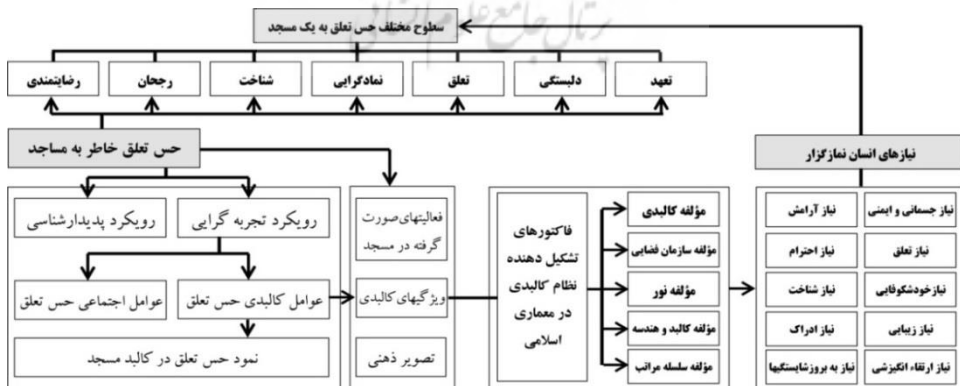 پرتال جامع علوم انسانی
سطوح مختلف حس تعلق به یک مسجد
تعهد
دلبستگی
تعلق
نمادگرایی
شناخت
رجحان
رضایتمندی
نیازهای انسان نمازگزار
حس تعلق خاطر به مساجد
نیاز جسمانی و ایمنی
نیاز آرامش
نیاز تعلق
نیاز احترام
نیازخودشکوفایی
نیاز شناخت
نیاز زیبایی
نیاز ادراک
نیاز ارتقاء انگیزشی
نیاز به بروزشایستگیها
مؤلفه کالبدی
مؤلفه سازمان فضایی
مؤلفه نور
مؤلفه کالبد و هندسه
مؤلفه سلسله مراتب
فاکتورهای
تشکیل دهنده
نظام کالبدی
در معماری
اسلامی
فعالیتهای صورت
گرفته در مسجد
ویژگیهای کالبدی
تصویر ذهنی
رویکرد تجربه گرایی
رویکرد پدیدارشناسی
عوامل کالبدی حس تعلق
عوامل اجتماعی حس تعلق
نمود حس تعلق در کالبد مسجد